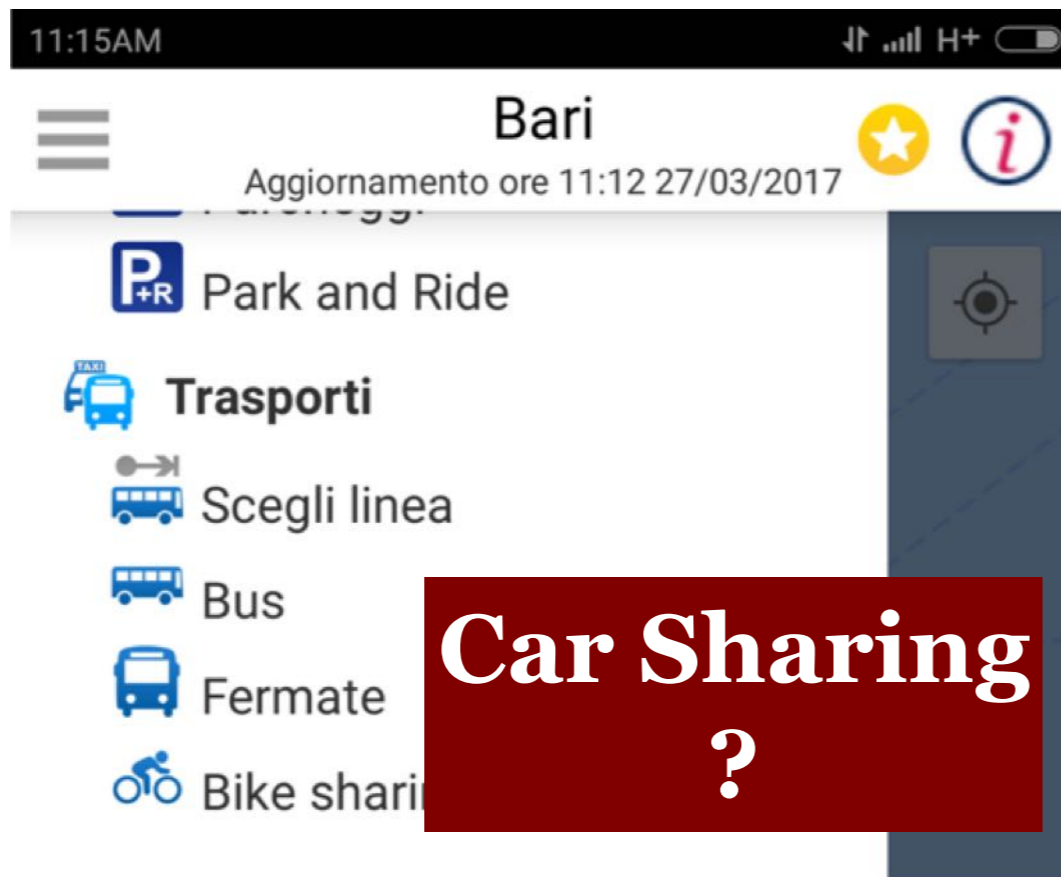 11:15AM
H+
Bari
Aggiornamento ore 11:12 27/03/2017
Parcheggi
P+R Park and Ride
TAXI
Trasporti
Scegli linea
Bus
Fermate
Bike shari
Car Sharing
?